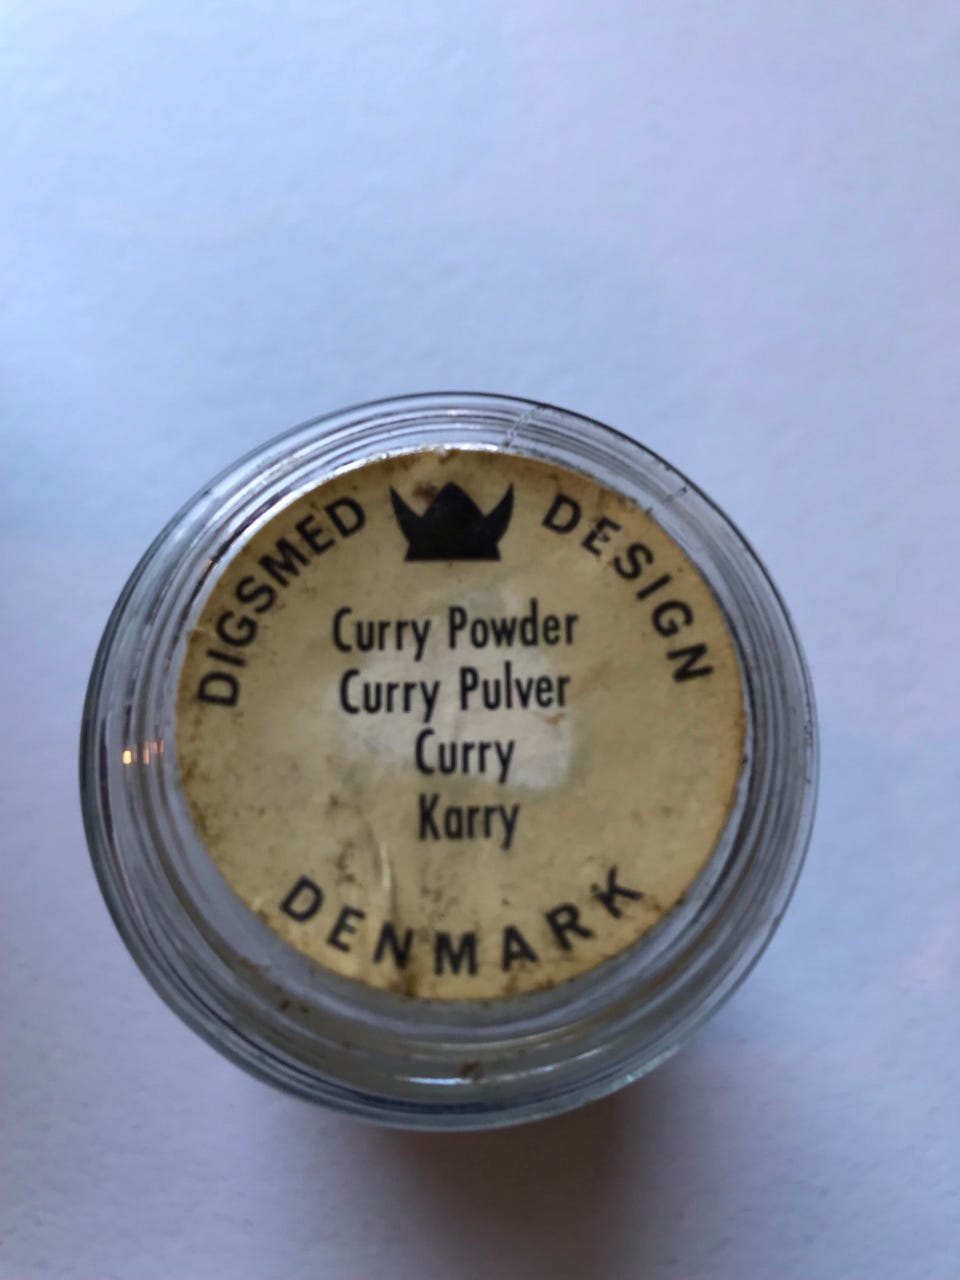 DIGSMED DESIGN
Curry Powder
Curry Pulver
Curry
Karry
DENMARK